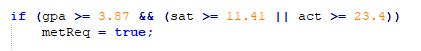 if (gpa >= 3.87 && (sat >= 11.41 || act >= 23.4))
metReq = true;